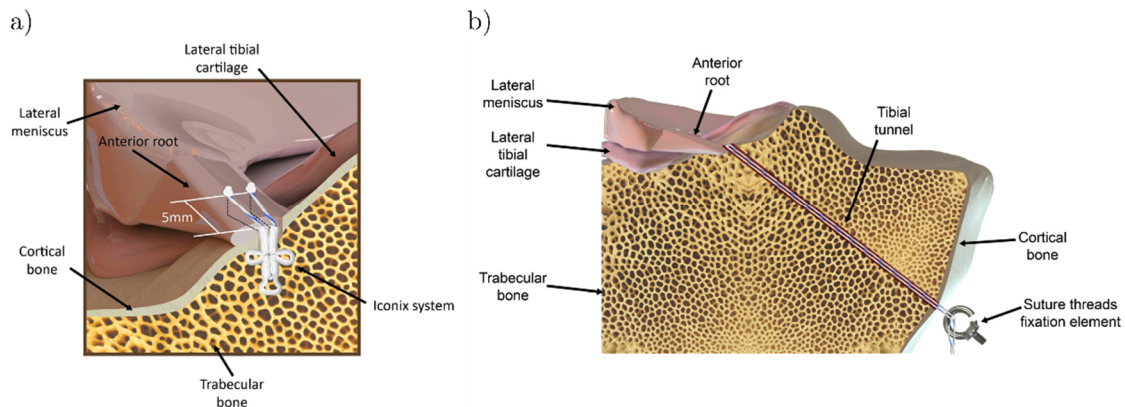 a)
Lateral tibial
cartilage
Lateral
meniscus
Anterior root
5mm
Cortical
bone
Iconix system
Trabecular
bone
b)
Lateral
meniscus
Anterior
root
Tibial
tunnel
Lateral
tibial
cartilage
Cortical
bone
Trabecular
bone
Suture threads
fixation element